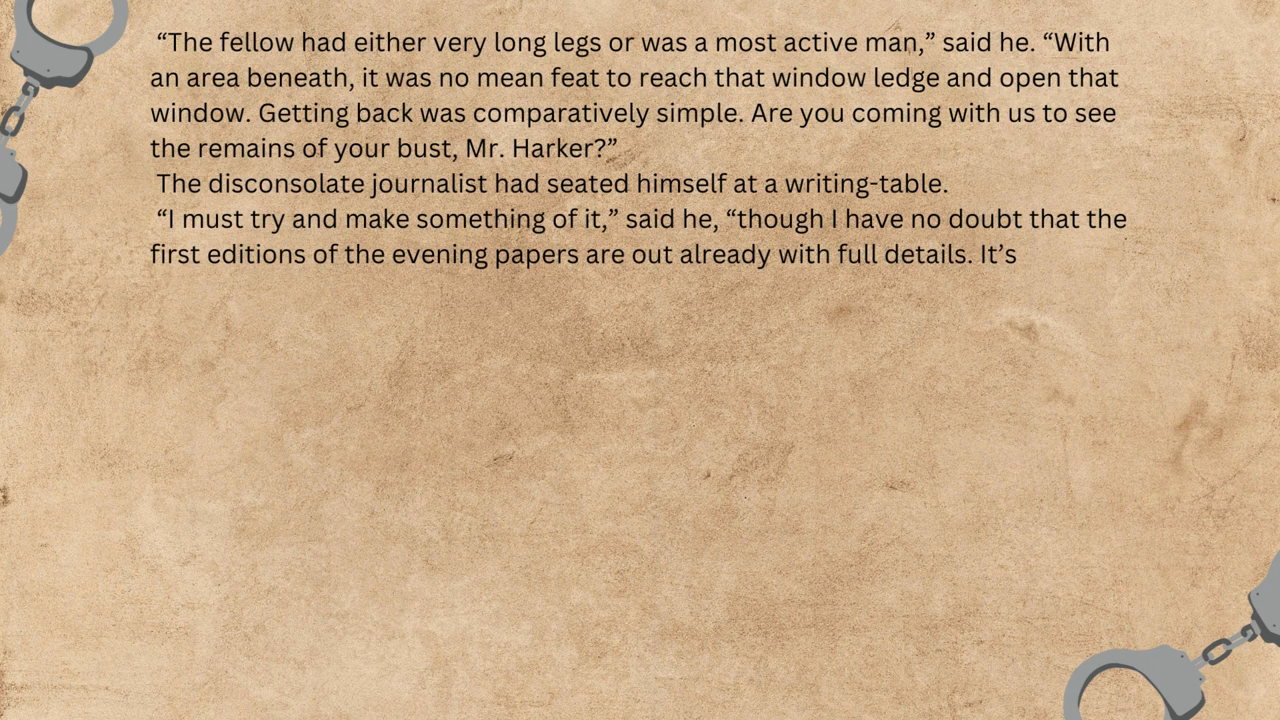 “The fellow had either very long legs or was a most active man,” said he. “With
an area beneath, it was no mean feat to reach that window ledge and open that
window. Getting back was comparatively simple. Are you coming with us to see
the remains of your bust, Mr. Harker?”
The disconsolate journalist had seated himself at a writing-table.
“I must try and make something of it,” said he, “though I have no doubt that the
first editions of the evening papers are out already with full details. It’s